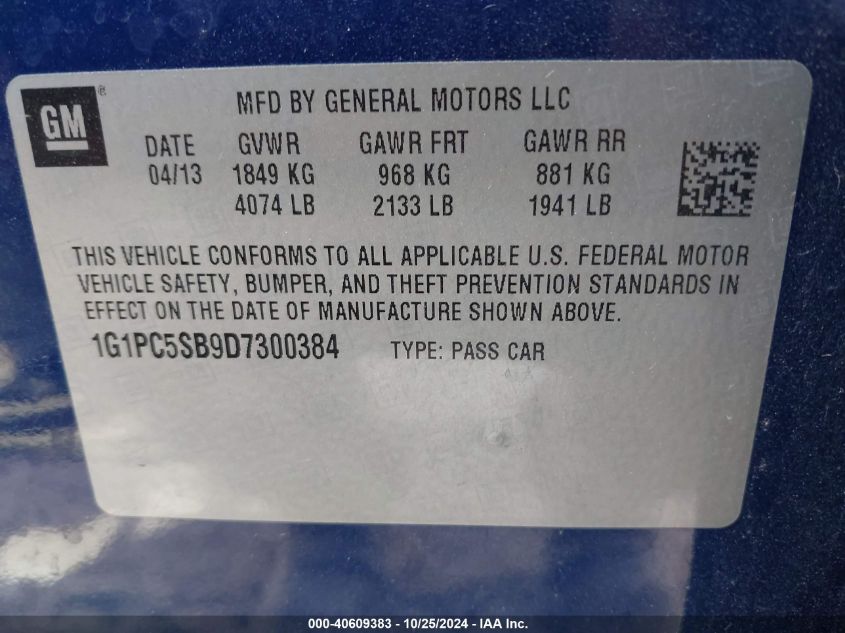 GM®
MFD BY GENERAL MOTORS LLC
DATE GVWR GAWR FRT GAWR RR
04/13 1849 KG 968 KG 881 KG
4074 LB 2133 LB 1941 LB
THIS VEHICLE CONFORMS TO ALL APPLICABLE U.S. FEDERAL MOTOR
VEHICLE SAFETY, BUMPER, AND THEFT PREVENTION STANDARDS IN
EFFECT ON THE DATE OF MANUFACTURE SHOWN ABOVE.
1G1PC5SB9D7300384 TYPE: PASS CAR
000-40609383 - 10/25/2024 - IAA Inc.